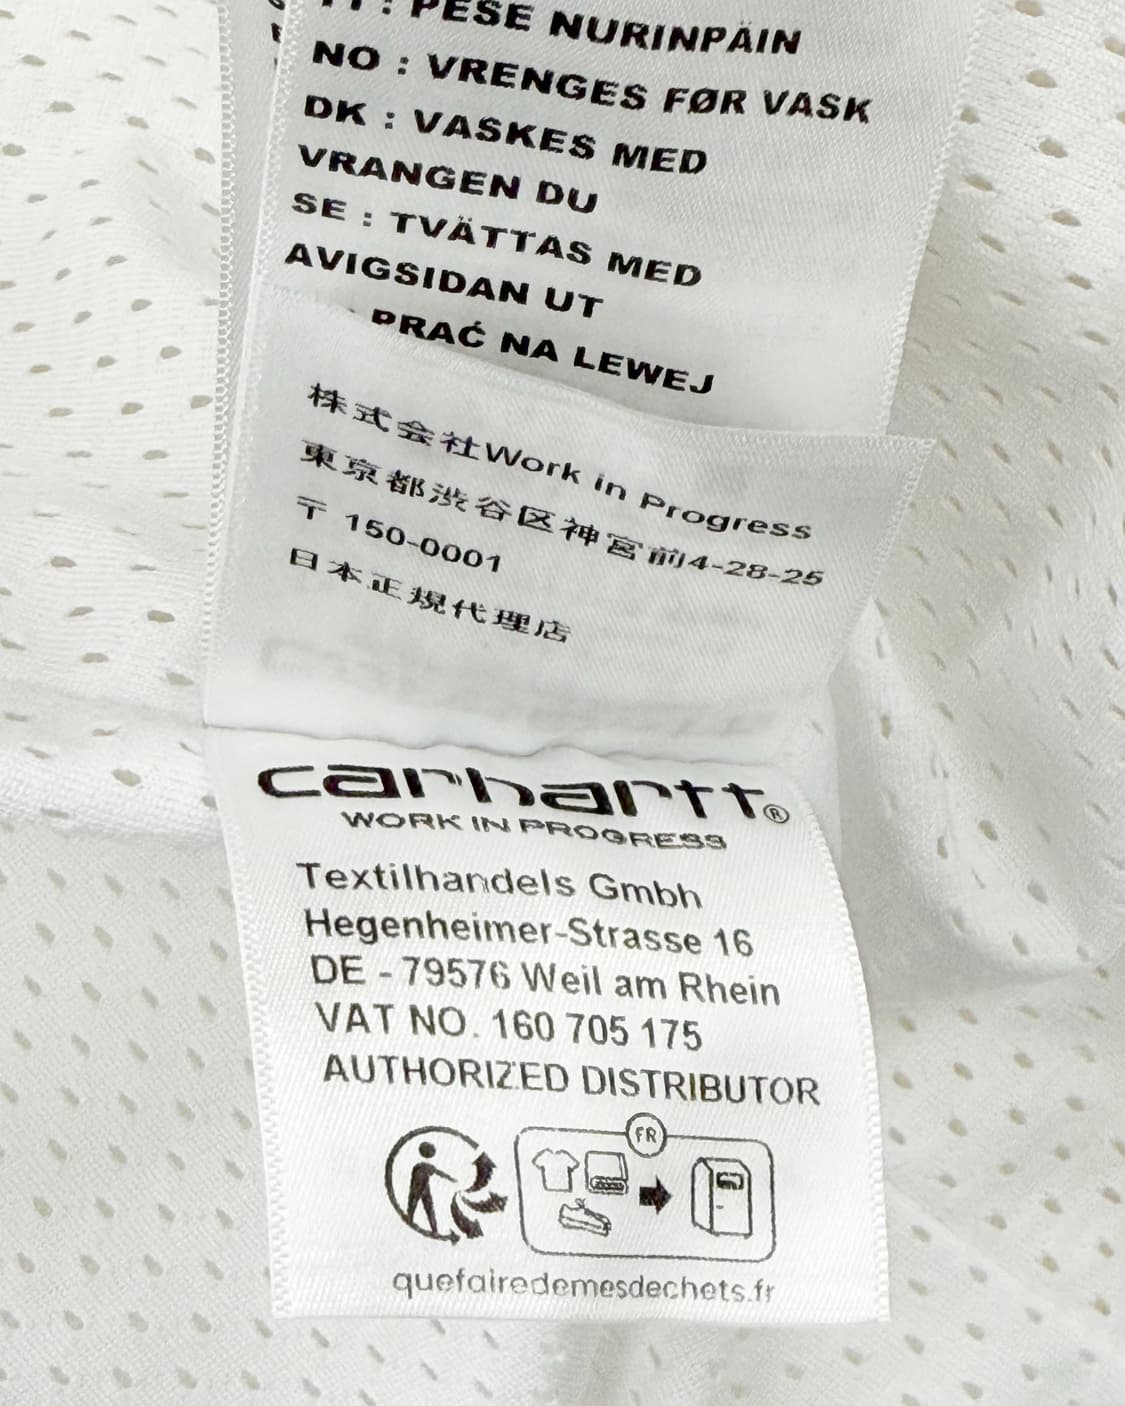 : PESE NURINPÄIN
NO : VRENGES FØR VASK
DK : VASKES MED
VRANGEN DU
SE : TVÄTTAS MED
AVIGSIDAN UT
PRAĆ NA LEWEJ
株式会社Work in Progress
東京都渋谷区神宮前4-28-25
〒 150-0001
日本正規代理店
carhartt®
WORK IN PROGRESS
Textilhandels Gmbh
Hegenheimer-Strasse 16
DE - 79576 Weil am Rhein
VAT NO. 160 705 175
AUTHORIZED DISTRIBUTOR
FR
quefairedemesdechets.fr